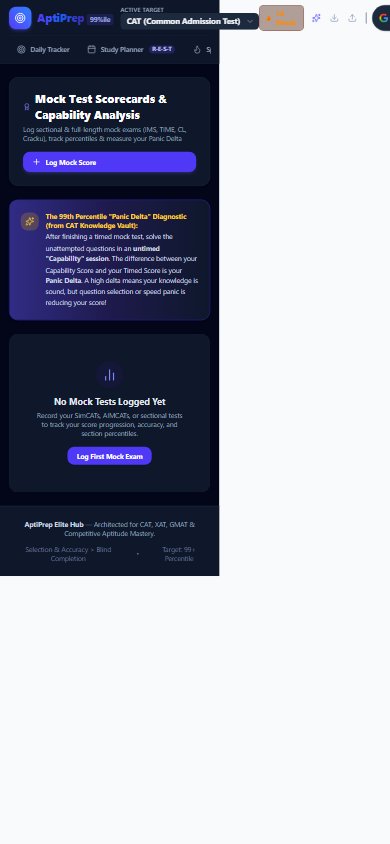 AptiPrep 99%ile
ACTIVE TARGET
CAT (Common Admission Test)
Daily Tracker
Study Planner R-E-S-T
Mock Test Scorecards &
Capability Analysis
Log sectional & full-length mock exams (IMS, TIME, CL,
Cracku), track percentiles & measure your Panic Delta
Log Mock Score
The 99th Percentile "Panic Delta" Diagnostic
(from CAT Knowledge Vault):
After finishing a timed mock test, solve the
unattempted questions in an untimed
"Capability" session. The difference between your
Capability Score and your Timed Score is your
Panic Delta. A high delta means your knowledge is
sound, but question selection or speed panic is
reducing your score!
No Mock Tests Logged Yet
Record your SimCATs, AIMCATs, or sectional tests
to track your score progression, accuracy, and
section percentiles.
Log First Mock Exam
AptiPrep Elite Hub — Architected for CAT, XAT, GMAT &
Competitive Aptitude Mastery.
Selection & Accuracy > Blind
Completion
•
Target: 99+
Percentile